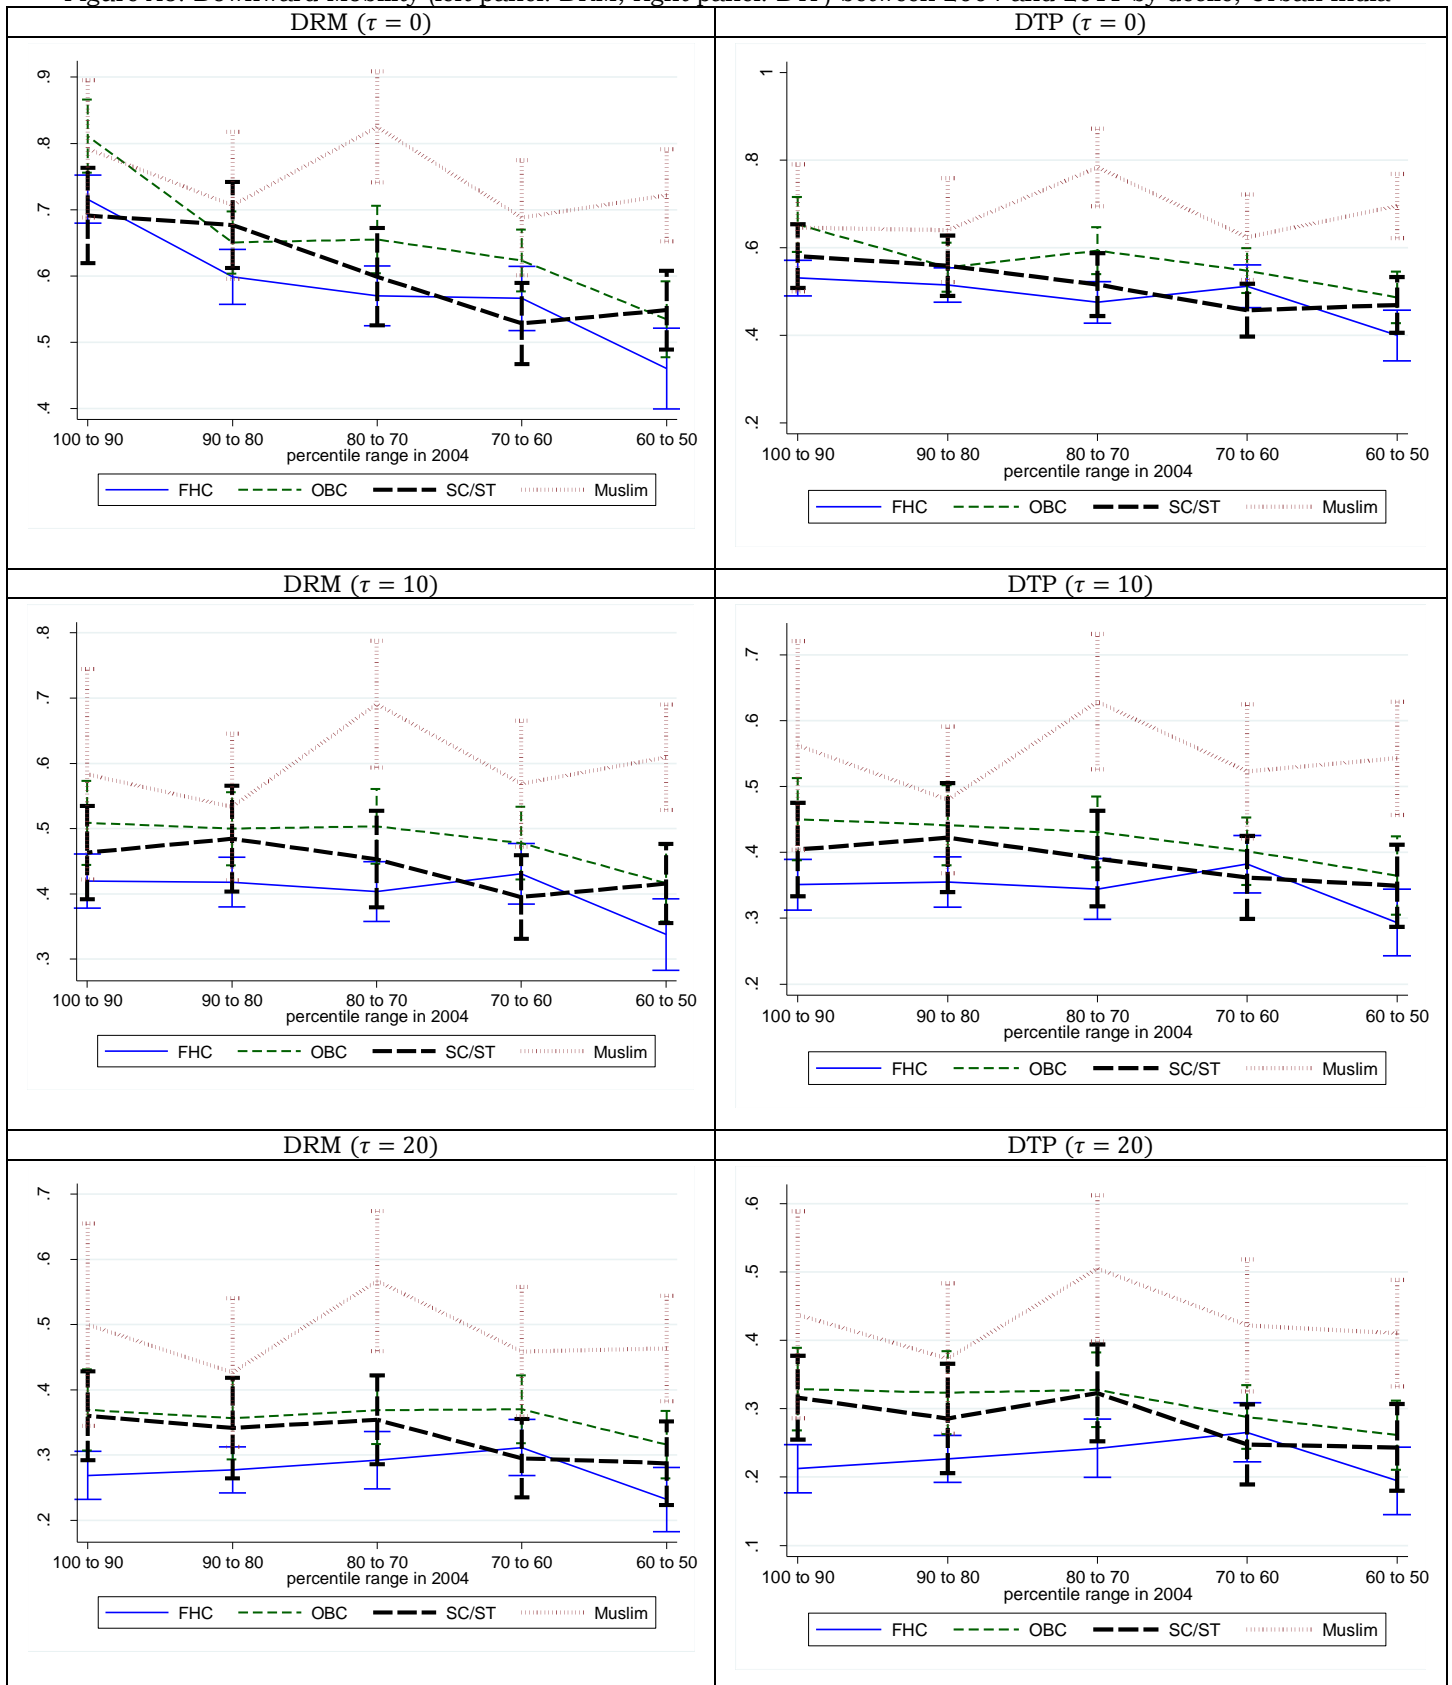 Downward Mobility (left panel: DRM, right panel: DTP) between and by decile, Urban India
DRM (τ = 0)
.9
.8
.7
.6
.5
.4
100 to 90 90 to 80 80 to 70 70 to 60 60 to 50
percentile range in 2004
FHC OBC SC/ST Muslim
DTP (τ = 0)
1
.8
.6
.4
.2
100 to 90 90 to 80 80 to 70 70 to 60 60 to 50
percentile range in 2004
FHC OBC SC/ST Muslim
DRM (τ = 10)
.8
.7
.6
.5
.4
.3
100 to 90 90 to 80 80 to 70 70 to 60 60 to 50
percentile range in 2004
FHC OBC SC/ST Muslim
DTP (τ = 10)
.7
.6
.5
.4
.3
.2
100 to 90 90 to 80 80 to 70 70 to 60 60 to 50
percentile range in 2004
FHC OBC SC/ST Muslim
DRM (τ = 20)
.7
.6
.5
.4
.3
.2
100 to 90 90 to 80 80 to 70 70 to 60 60 to 50
percentile range in 2004
FHC OBC SC/ST Muslim
DTP (τ = 20)
.6
.5
.4
.3
.2
.1
100 to 90 90 to 80 80 to 70 70 to 60 60 to 50
percentile range in 2004
FHC OBC SC/ST Muslim